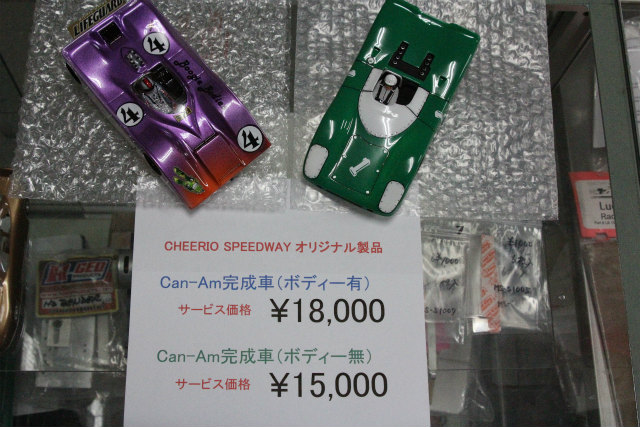 LIFEGUARD
4
4
4
1
CHEERIO SPEEDWAY オリジナル製品
Can-Am完成車(ボディー有)
サービス価格 ¥18,000
Can-Am完成車(ボディー無)
サービス価格 ¥15,000